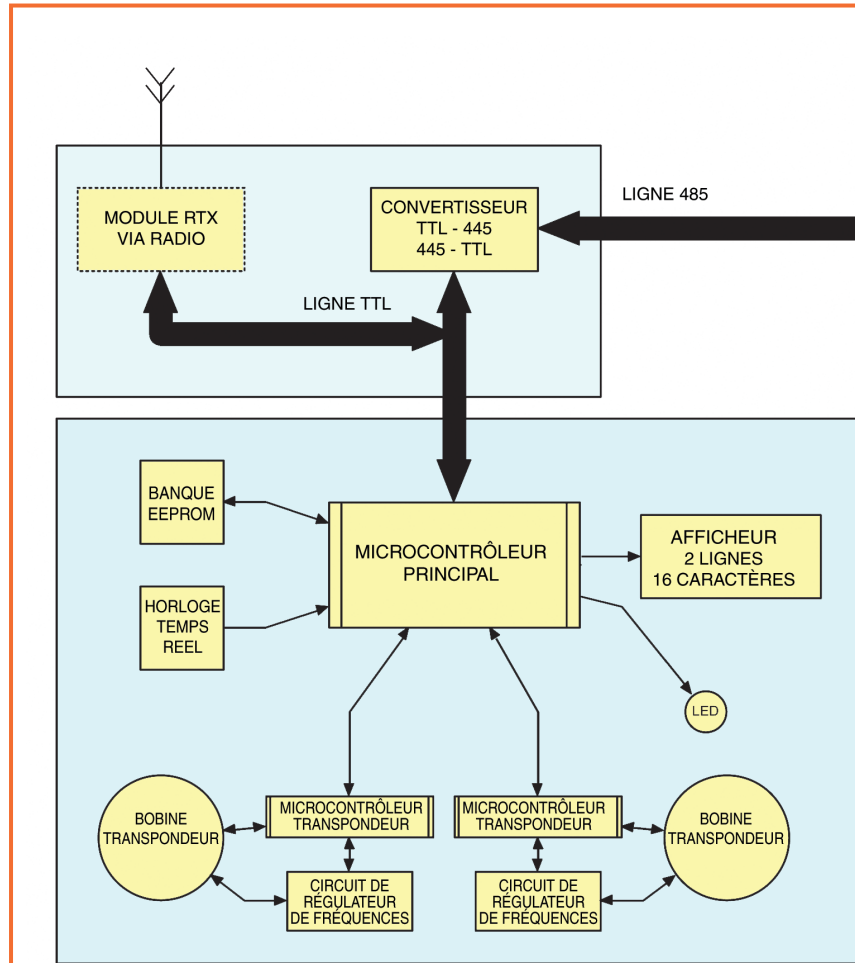 MODULE RTX
VIA RADIO
CONVERTISSEUR
TTL - 445
445 - TTL
LIGNE 485
LIGNE TTL
BANQUE
EEPROM
MICROCONTRÔLEUR
PRINCIPAL
AFFICHEUR
2 LIGNES
16 CARACTÈRES
HORLOGE
TEMPS
REEL
LED
BOBINE
TRANSPONDEUR
MICROCONTRÔLEUR
TRANSPONDEUR
MICROCONTRÔLEUR
TRANSPONDEUR
BOBINE
TRANSPONDEUR
CIRCUIT DE
RÉGULATEUR
DE FRÉQUENCES
CIRCUIT DE
RÉGULATEUR
DE FRÉQUENCES